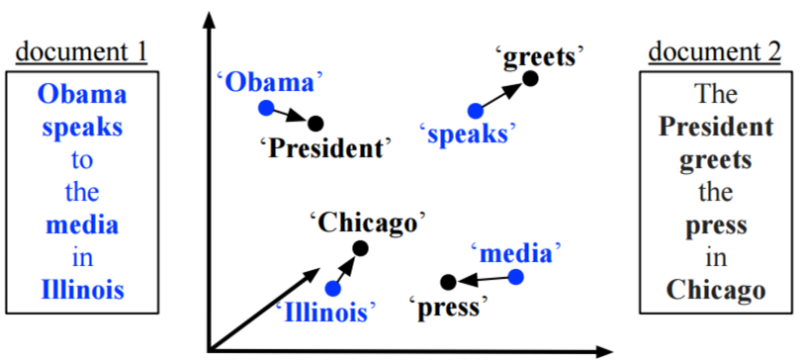 document 1
Obama
speaks
to
the
media
in
Illinois
‘Obama’
‘President’
‘greets’
‘speaks’
‘Chicago’
‘Illinois’
‘media’
‘press’
document 2
The
President
greets
the
press
in
Chicago